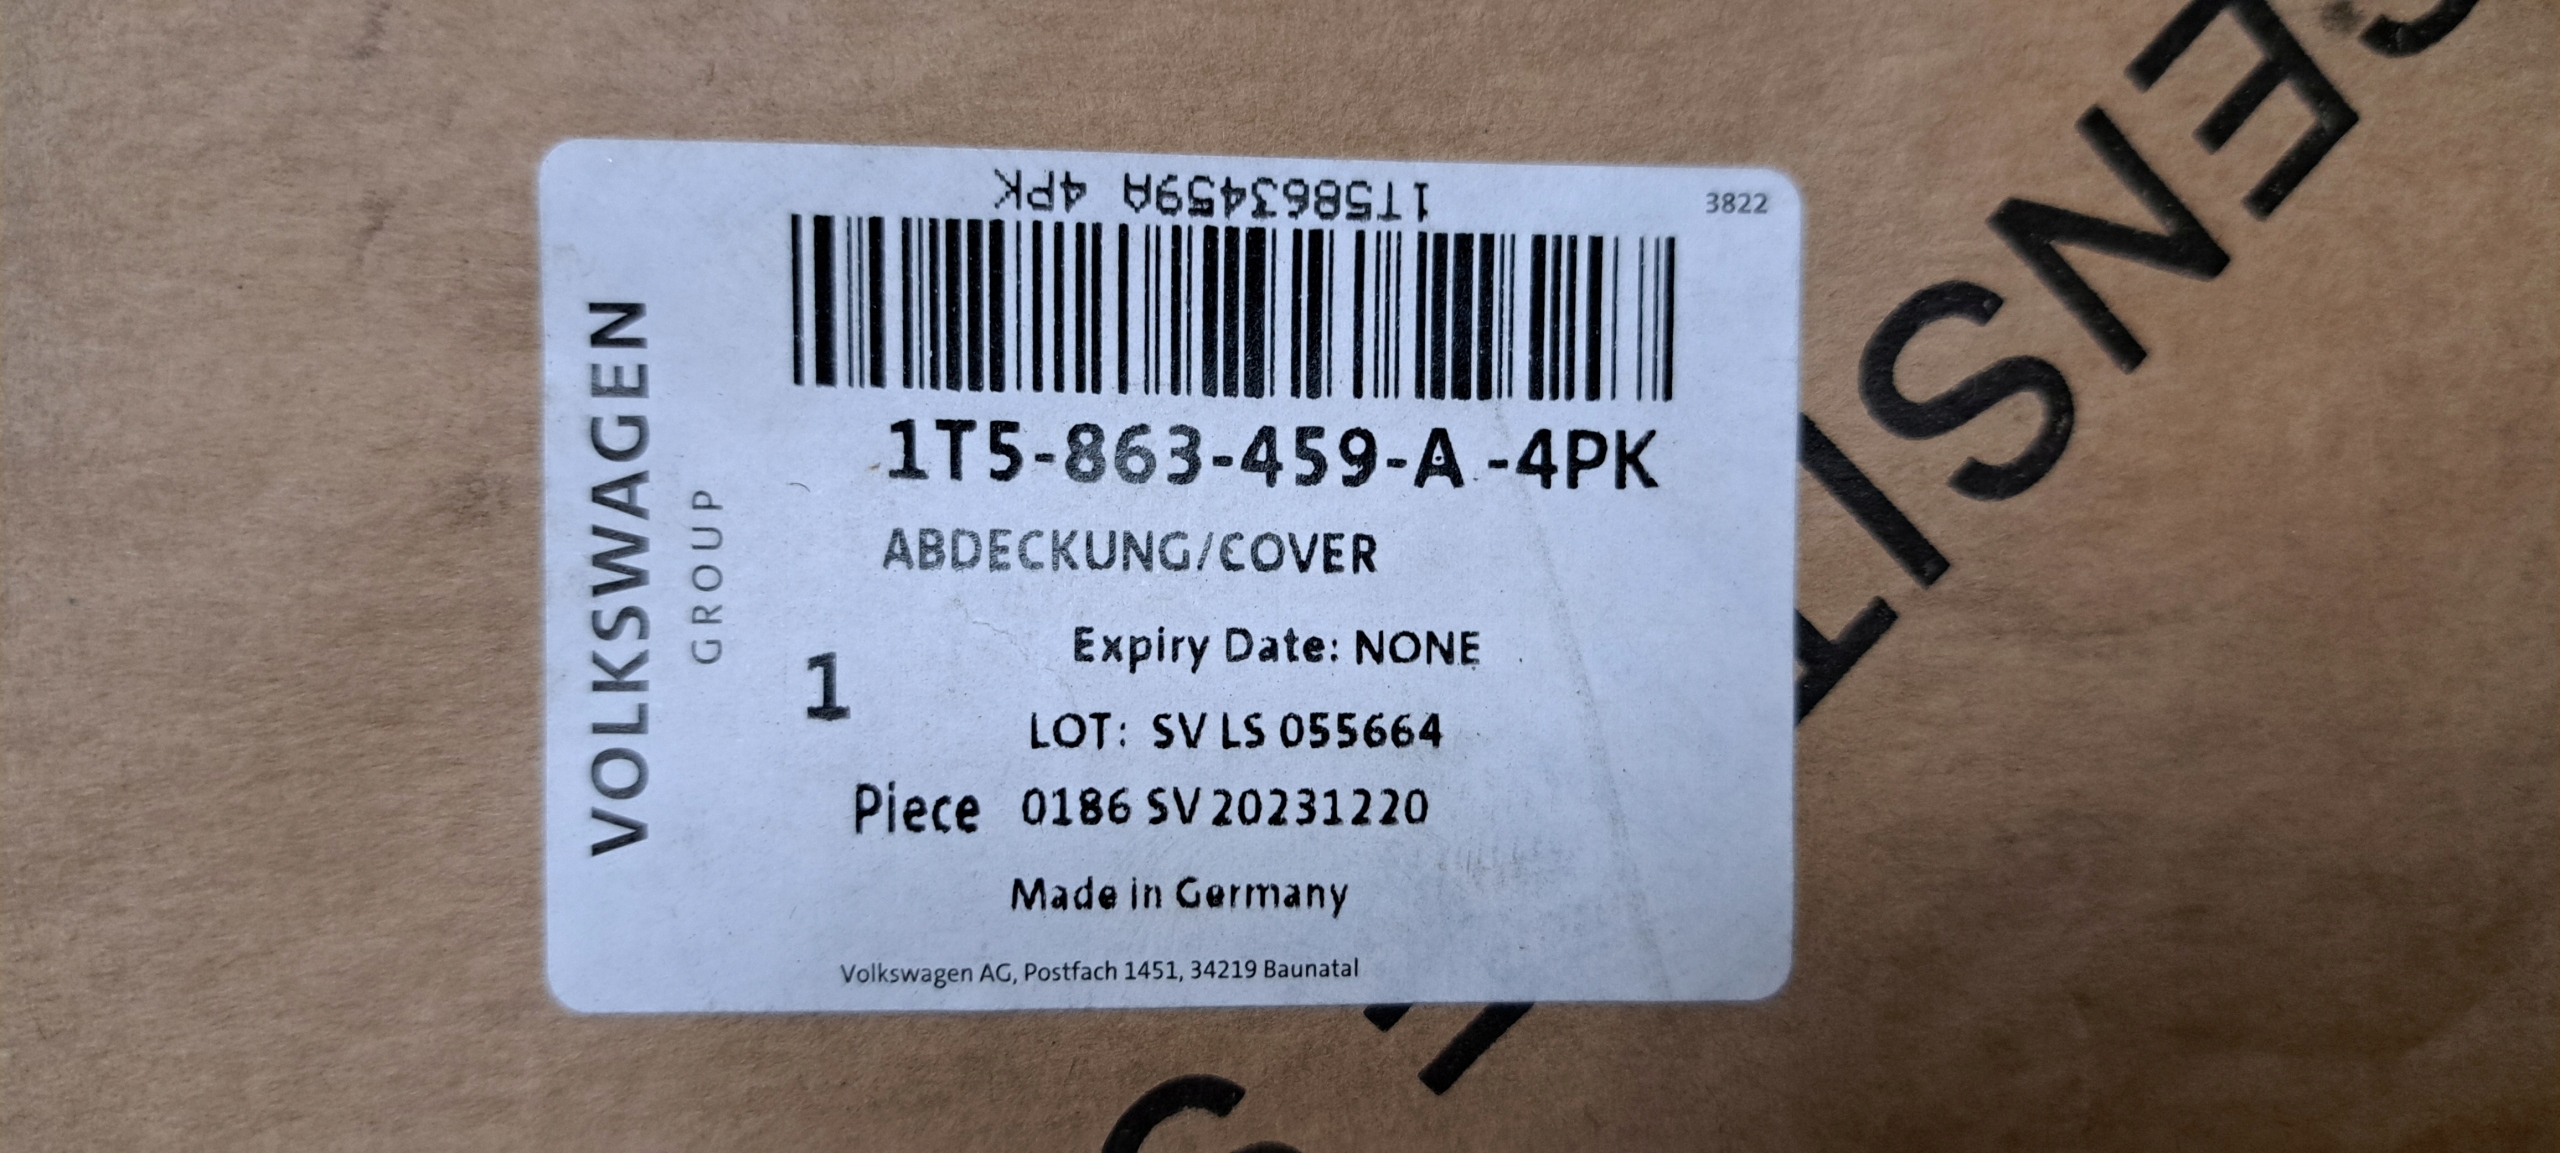 1T5863459A 4PK
3822
VOLKSWAGEN
GROUP
1T5-863-459-A -4PK
ABDECKUNG/COVER
Expiry Date: NONE
1
LOT: SV LS 055664
Piece 0186 SV 20231220
Made in Germany
Volkswagen AG, Postfach 1451, 34219 Baunatal